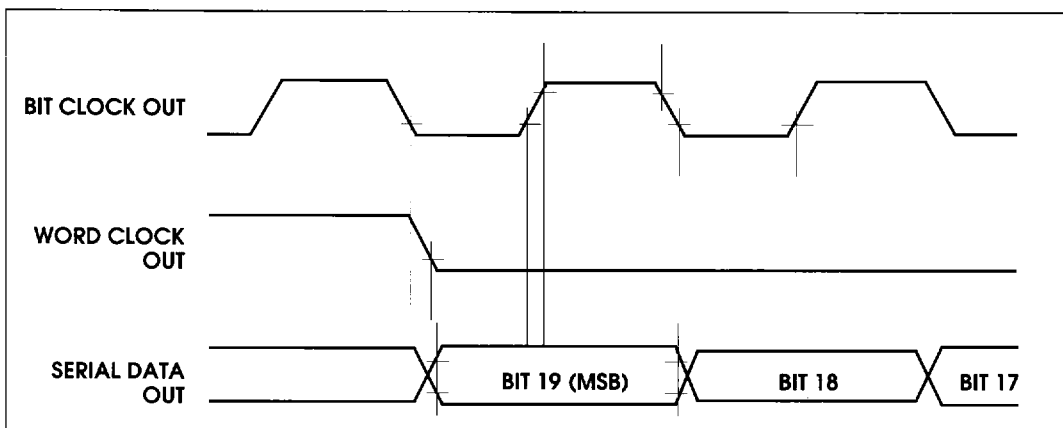 BIT CLOCK OUT
WORD CLOCK
OUT
SERIAL DATA
OUT
BIT 19 (MSB)
BIT 18
BIT 17